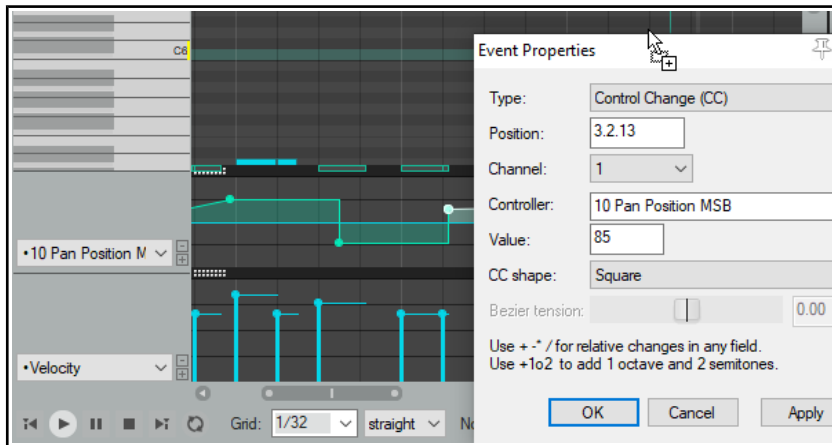 C6
Event Properties
Type: Control Change (CC)
Position: 3.2.13
Channel: 1
Controller: 10 Pan Position MSB
Value: 85
CC shape: Square
Bezier tension: 0.00
Use + -* / for relative changes in any field.
Use +1o2 to add 1 octave and 2 semitones.
OK Cancel Apply
•10 Pan Position M
•Velocity
Grid: 1/32 straight